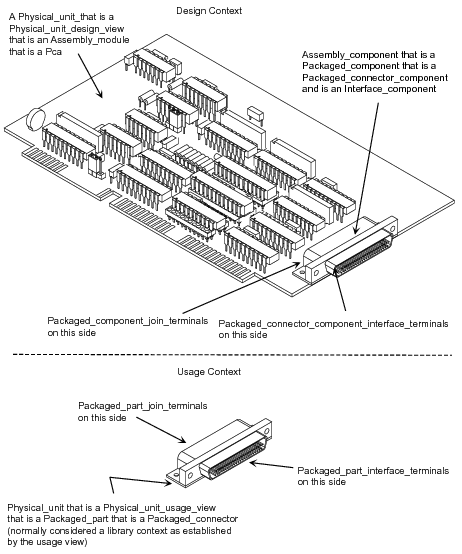 Design Context
A Physical_unit that is a
Physical_unit_design_view
that is an Assembly_module
that is a Pca
Assembly_component that is a
Packaged_component that is a
Packaged_connector_component
and is an Interface_component
Packaged_component_join_terminals
on this side
Packaged_connector_component_interface_terminals
on this side
Usage Context
Packaged_part_join_terminals
on this side
Packaged_part_interface_terminals
on this side
Physical_unit that is a Physical_unit_usage_view
that is a Packaged_part that is a Packaged_connector
(normally considered a library context as established
by the usage view)